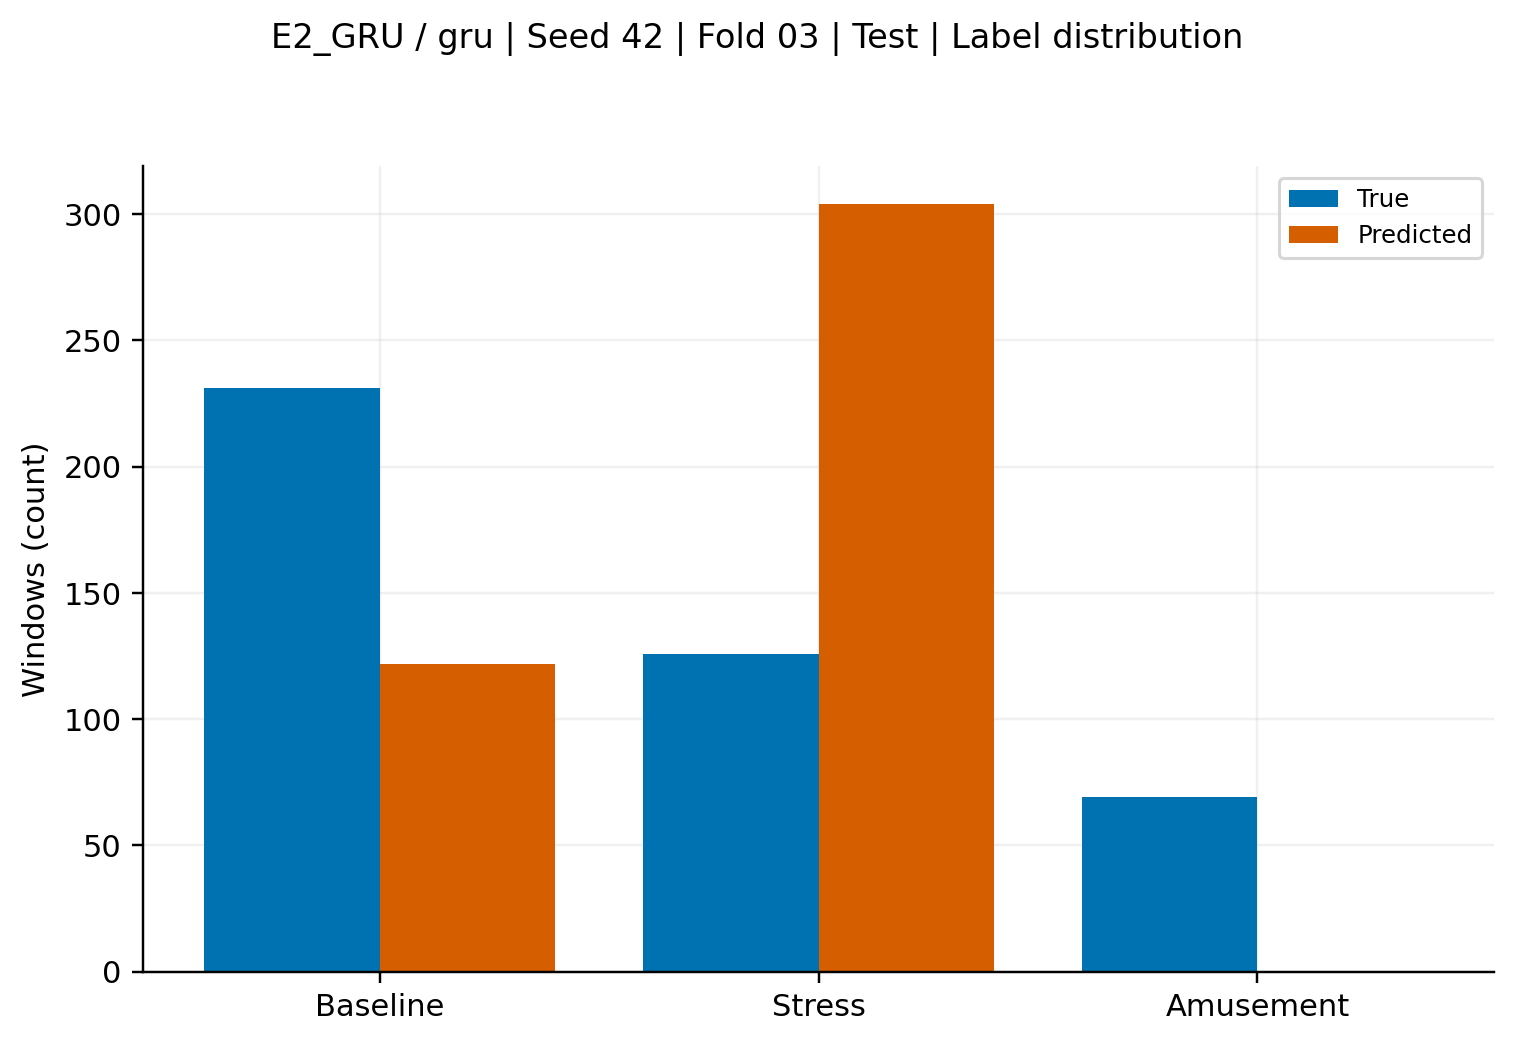 E2_GRU / gru | Seed 42 | Fold 03 | Test | Label distribution
True
Predicted
Windows (count)
300
250
200
150
100
50
0
Baseline
Stress
Amusement